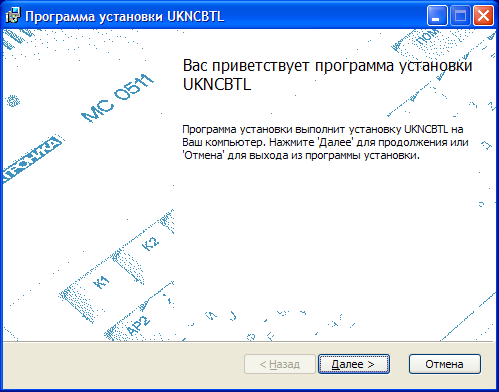 Программа установки UKNCBTL
Вас приветствует программа установки
UKNCBTL
МС 0511
Программа установки выполнит установку UKNCBTL на
Ваш компьютер. Нажмите 'Далее' для продолжения или
'Отмена' для выхода из программы установки.
К2
К1
АР2
< Назад
Далее >
Отмена